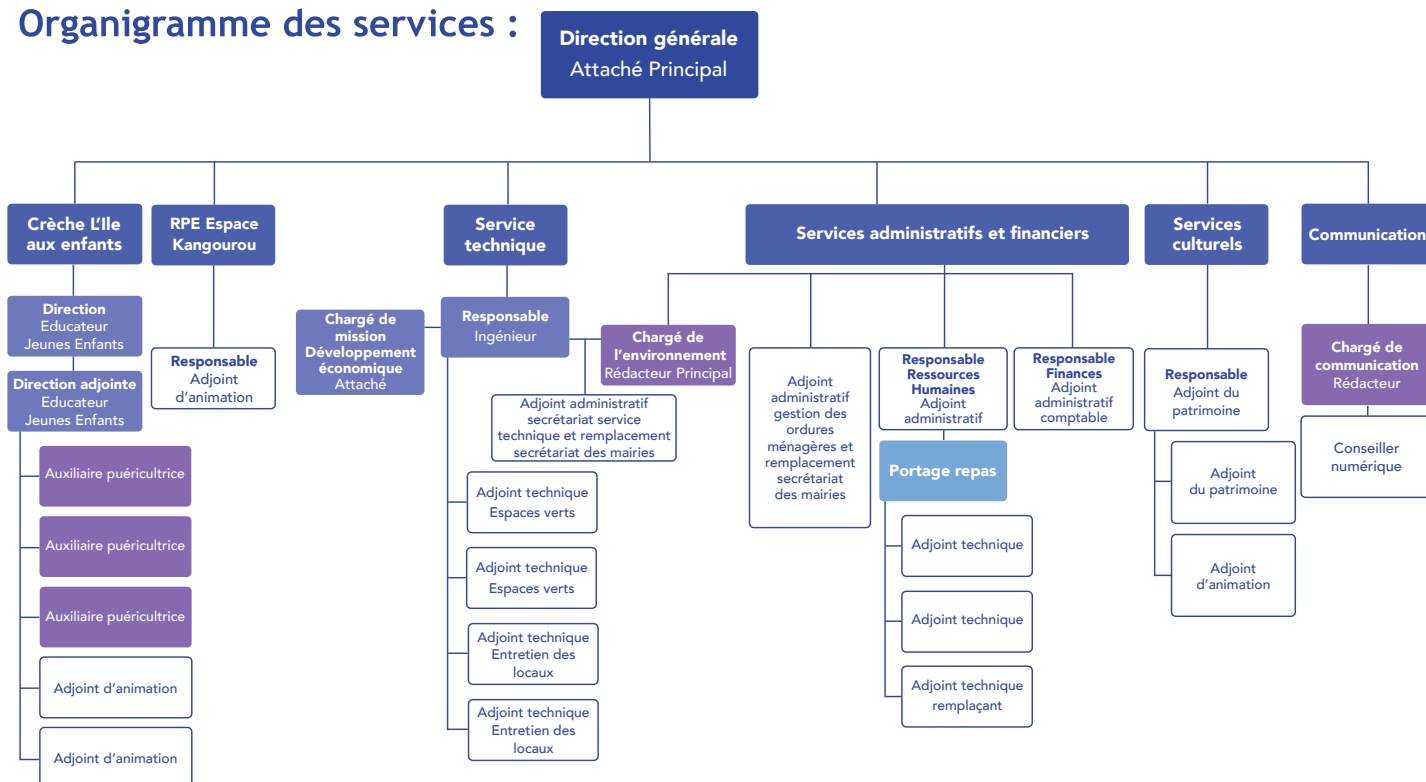 Organigramme des services :
Direction générale
Attaché Principal
Crèche L'Ile
aux enfants
Direction
Educateur
Jeunes Enfants
Direction adjointe
Educateur
Jeunes Enfants
Auxiliaire puéricultrice
Auxiliaire puéricultrice
Auxiliaire puéricultrice
Adjoint d'animation
Adjoint d'animation
RPE Espace
Kangourou
Responsable
Adjoint
d'animation
Service
technique
Chargé de
mission
Développement
économique
Attaché
Responsable
Ingénieur
Adjoint administratif
secrétariat service
technique et remplacement
secrétariat des mairies
Adjoint technique
Espaces verts
Adjoint technique
Espaces verts
Adjoint technique
Entretien des
locaux
Adjoint technique
Entretien des
locaux
Services administratifs et financiers
Chargé de
l'environnement
Rédacteur Principal
Adjoint
administratif
gestion des
ordures
ménagères et
remplacement
secrétariat
des mairies
Responsable
Ressources
Humaines
Adjoint
administratif
Portage repas
Adjoint technique
Adjoint technique
Adjoint technique
remplaçant
Responsable
Finances
Adjoint
administratif
comptable
Services
culturels
Responsable
Adjoint du
patrimoine
Adjoint
du patrimoine
Adjoint
d'animation
Communication
Chargé de
communication
Rédacteur
Conseiller
numérique